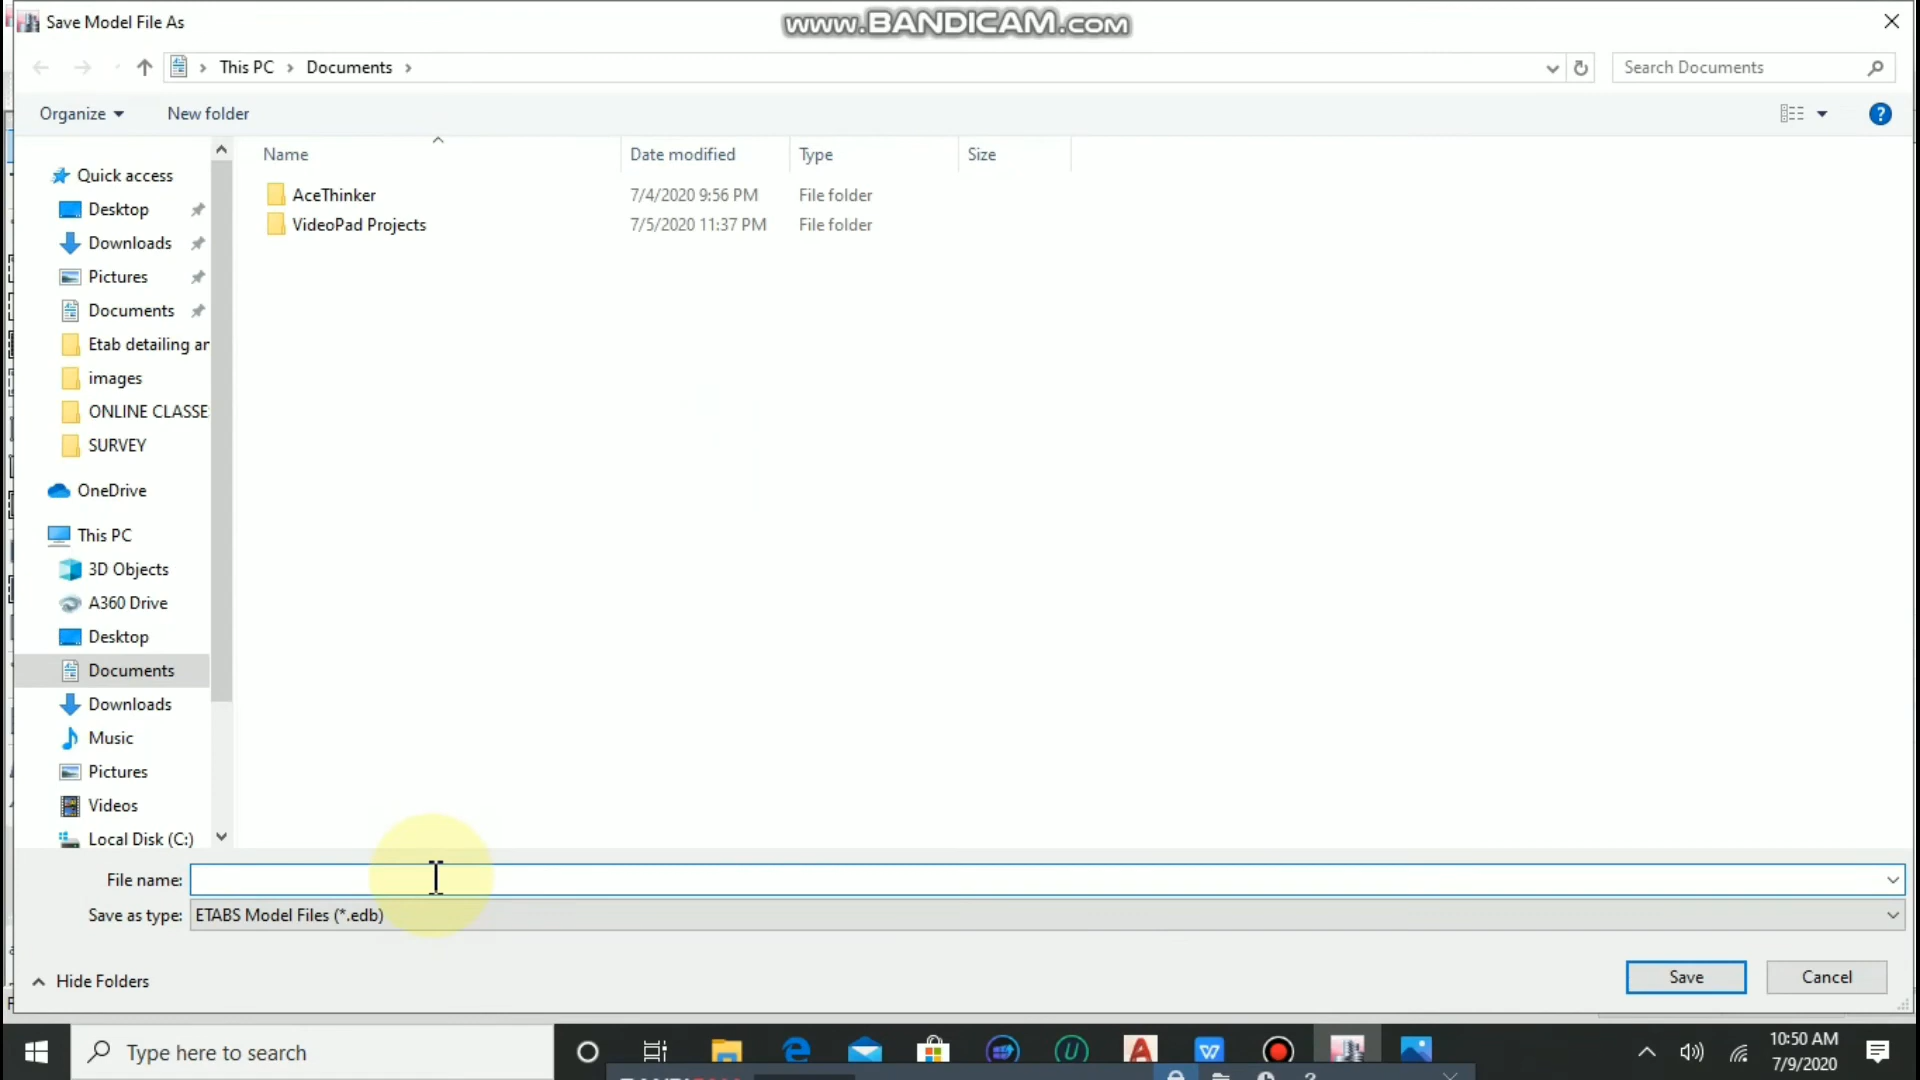 Save Model File As
www.BANDICAM.com
This PC > Documents >
Search Documents
Organize
New folder
Name
Date modified
Type
Size
AceThinker 7/4/2020 9:56 PM File folder
VideoPad Projects 7/5/2020 11:37 PM File folder
Quick access
Desktop
Downloads
Pictures
Documents
Etab detailing ar
images
ONLINE CLASSE
SURVEY
OneDrive
This PC
3D Objects
A360 Drive
Desktop
Documents
Downloads
Music
Pictures
Videos
Local Disk (C:)
File name:
Save as type: ETABS Model Files (*.edb)
Hide Folders
Save
Cancel
Type here to search
10:50 AM
7/9/2020